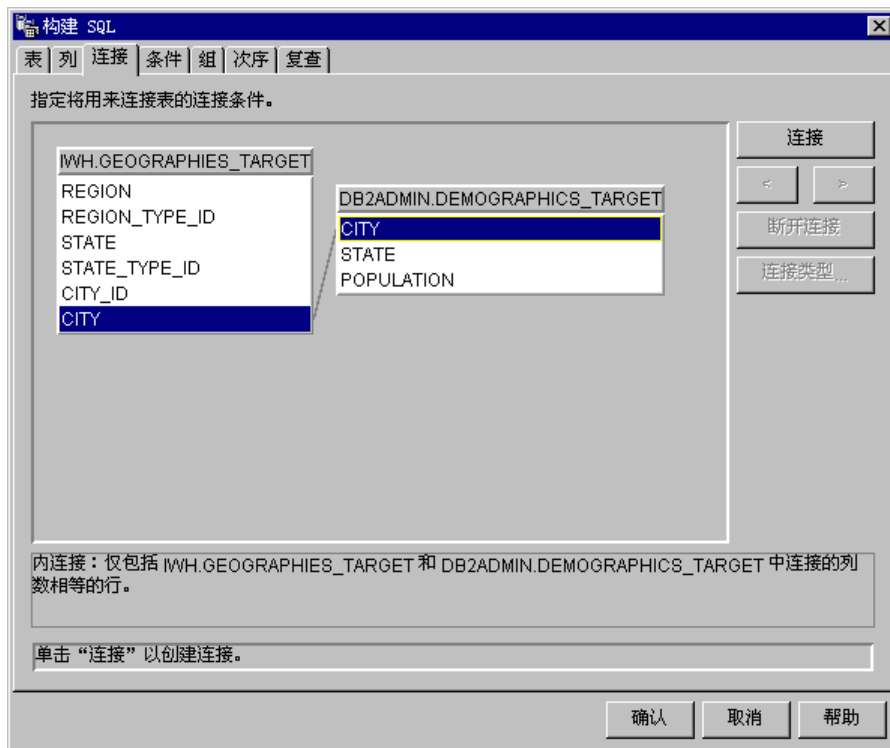 构建 SQL
表 列 连接 条件 组 次序 复查
指定将用来连接表的连接条件。
IWH.GEOGRAPHIES_TARGET
REGION
REGION_TYPE_ID
STATE
STATE_TYPE_ID
CITY_ID
CITY
DB2ADMIN.DEMOGRAPHICS_TARGET
CITY
STATE
POPULATION
连接
< >
断开连接
连接类型...
内连接：仅包括 IWH.GEOGRAPHIES_TARGET 和 DB2ADMIN.DEMOGRAPHICS_TARGET 中连接的列
数相等的行。
单击“连接”以创建连接。
确认 取消 帮助